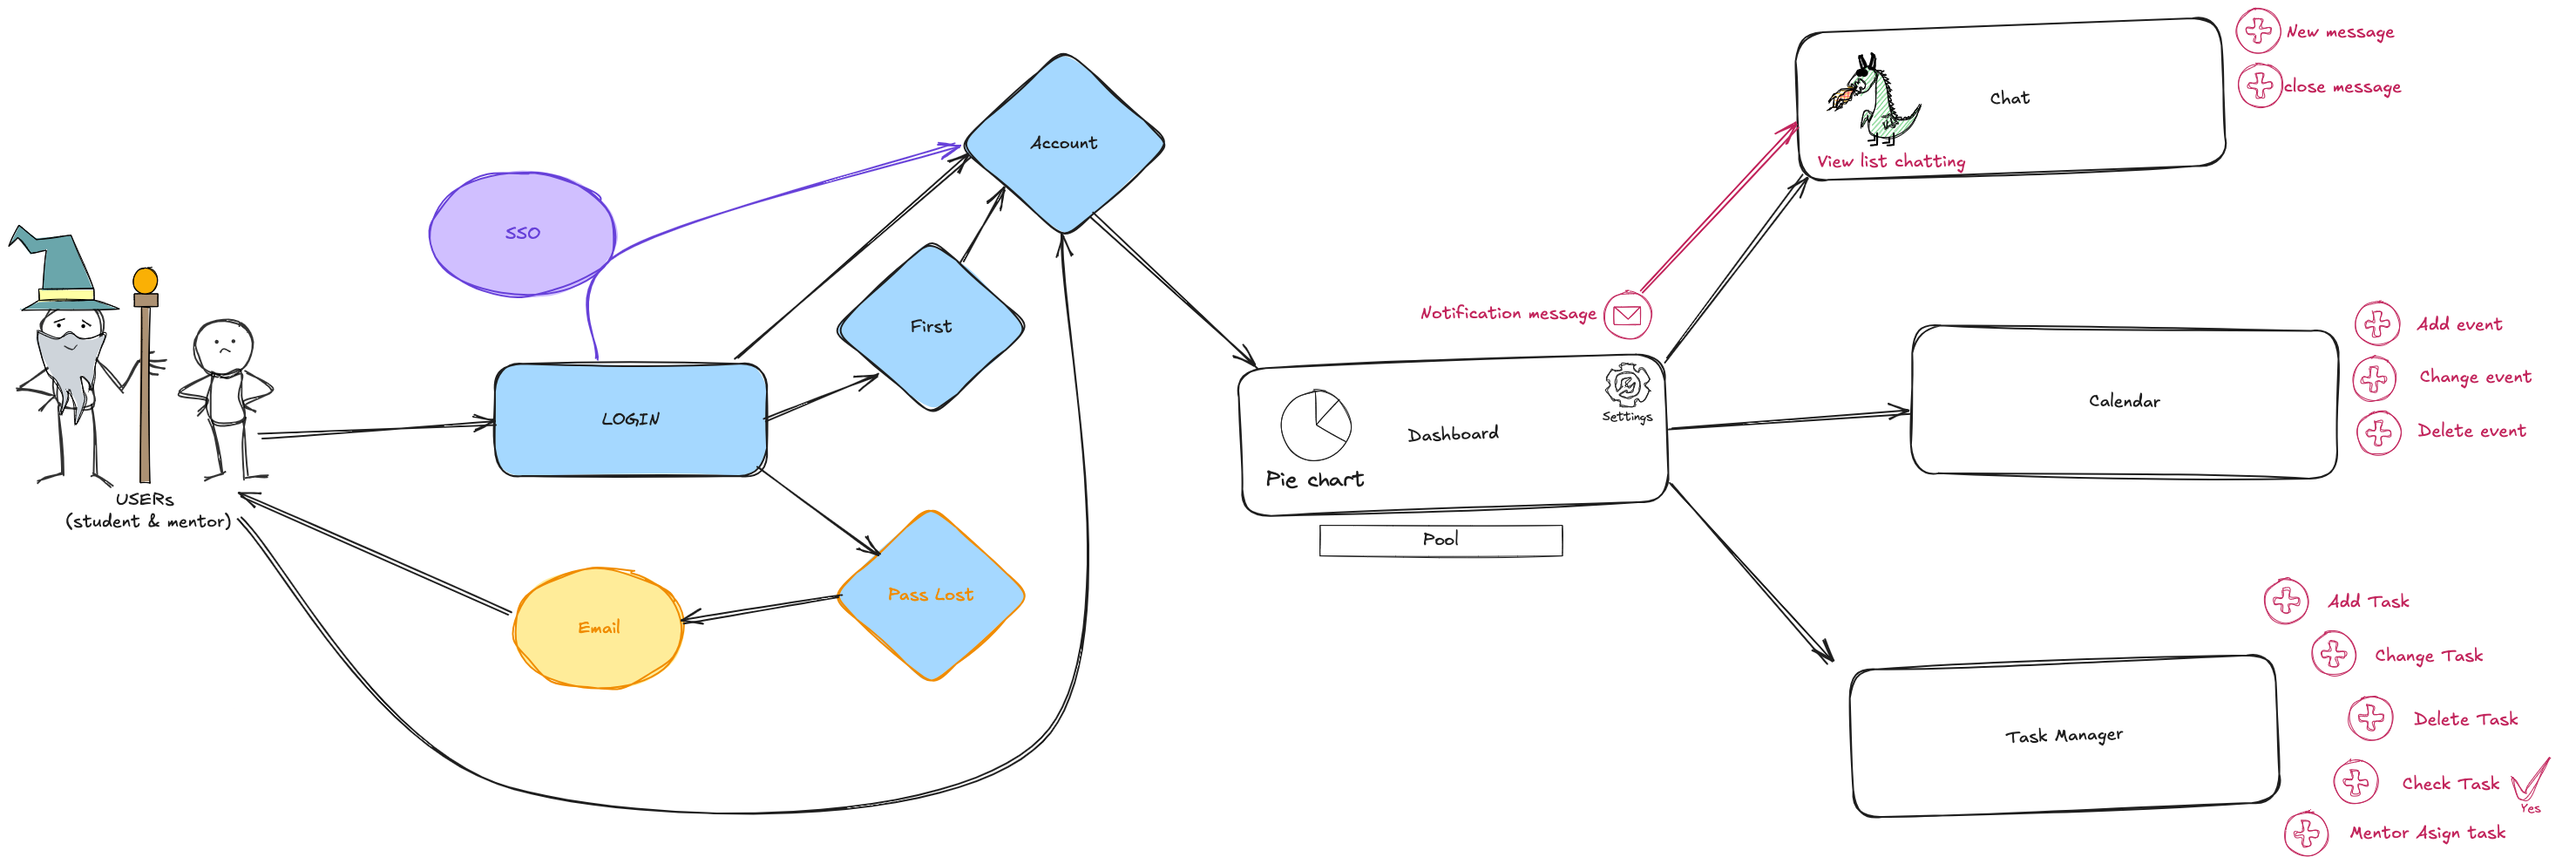 USERs
(student & mentor)
SSO
LOGIN
Email
First
Pass Lost
Account
Notification message
Settings
Dashboard
Pie chart
Pool
Chat
View list chatting
New message
close message
Calendar
Add event
Change event
Delete event
Task Manager
Add Task
Change Task
Delete Task
Check Task
Yes
Mentor Asign task